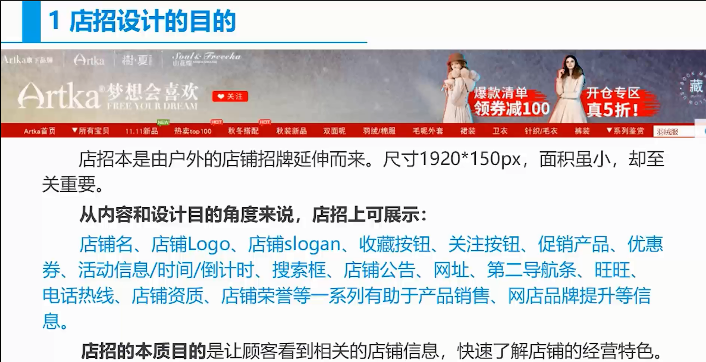 1 店招设计的目的
Artka旗下品牌 Artka Soul & Freechu
Artka 梦想会喜欢 关注 爆款清单 开仓专区
FREE YOUR DREAM 领券减100 真5折! 藏
Artka首页 ▼所有宝贝 11.11新品 热卖top100 秋冬搭配 秋装新品 双面呢 羽绒/棉服 毛呢外套 裙装 卫衣 针织/毛衣 裤装 ▼系列鉴赏 羽绒服
店招本是由户外的店铺招牌延伸而来。尺寸1920*150px，面积虽小，却至
关重要。
从内容和设计目的角度来说，店招上可展示：
店铺名、店铺Logo、店铺slogan、收藏按钮、关注按钮、促销产品、优惠
券、活动信息/时间/倒计时、搜索框、店铺公告、网址、第二导航条、旺旺、
电话热线、店铺资质、店铺荣誉等一系列有助于产品销售、网店品牌提升等信
息。
店招的本质目的是让顾客看到相关的店铺信息，快速了解店铺的经营特色。